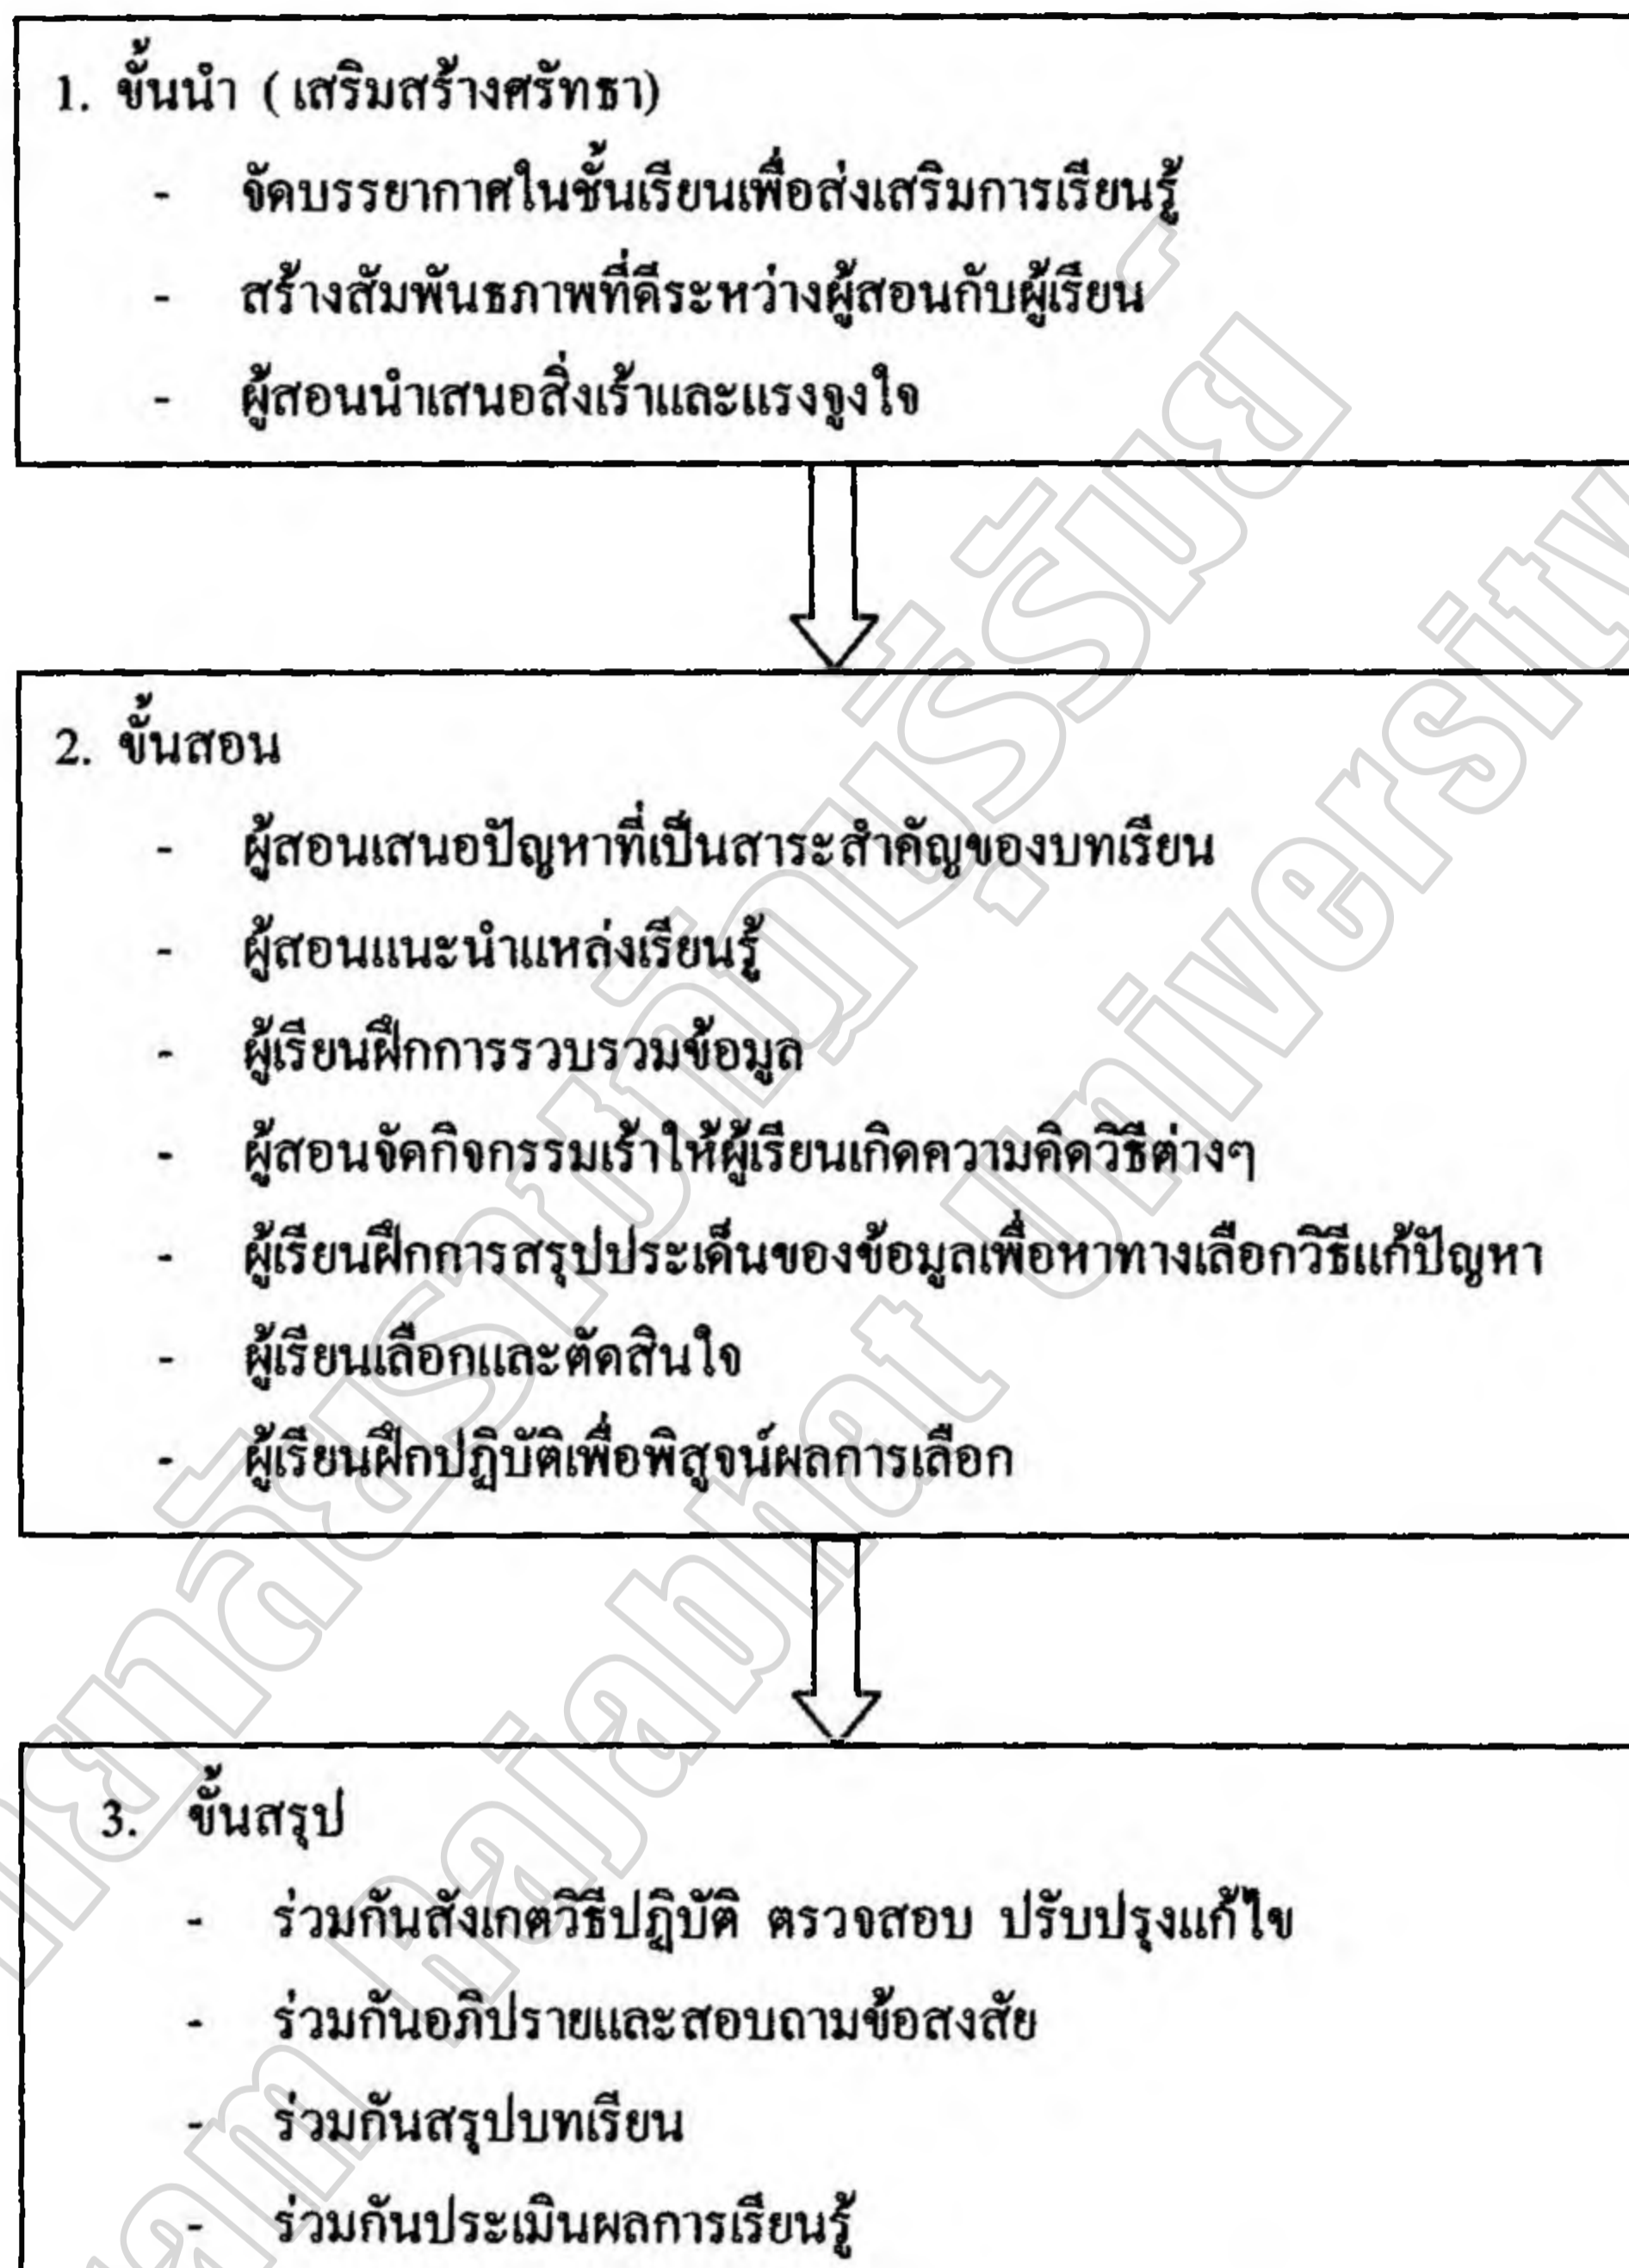 1. ขั้นนำ ( เสริมสร้างศรัทธา)
- จัดบรรยากาศในชั้นเรียนเพื่อส่งเสริมการเรียนรู้
- สร้างสัมพันธภาพที่ดีระหว่างผู้สอนกับผู้เรียน
- ผู้สอนนำเสนอสิ่งเร้าและแรงจูงใจ
2. ขั้นสอน
- ผู้สอนเสนอปัญหาที่เป็นสาระสำคัญของบทเรียน
- ผู้สอนแนะนำแหล่งเรียนรู้
- ผู้เรียนฝึกการรวบรวมข้อมูล
- ผู้สอนจัดกิจกรรมเร้าให้ผู้เรียนเกิดความคิดวิธีต่างๆ
- ผู้เรียนฝึกการสรุปประเด็นของข้อมูลเพื่อหาทางเลือกวิธีแก้ปัญหา
- ผู้เรียนเลือกและตัดสินใจ
- ผู้เรียนฝึกปฏิบัติเพื่อพิสูจน์ผลการเลือก
3. ขั้นสรุป
- ร่วมกันสังเกตวิธีปฏิบัติ ตรวจสอบ ปรับปรุงแก้ไข
- ร่วมกันอภิปรายและสอบถามข้อสงสัย
- ร่วมกันสรุปบทเรียน
- ร่วมกันประเมินผลการเรียนรู้
Rajabhat University